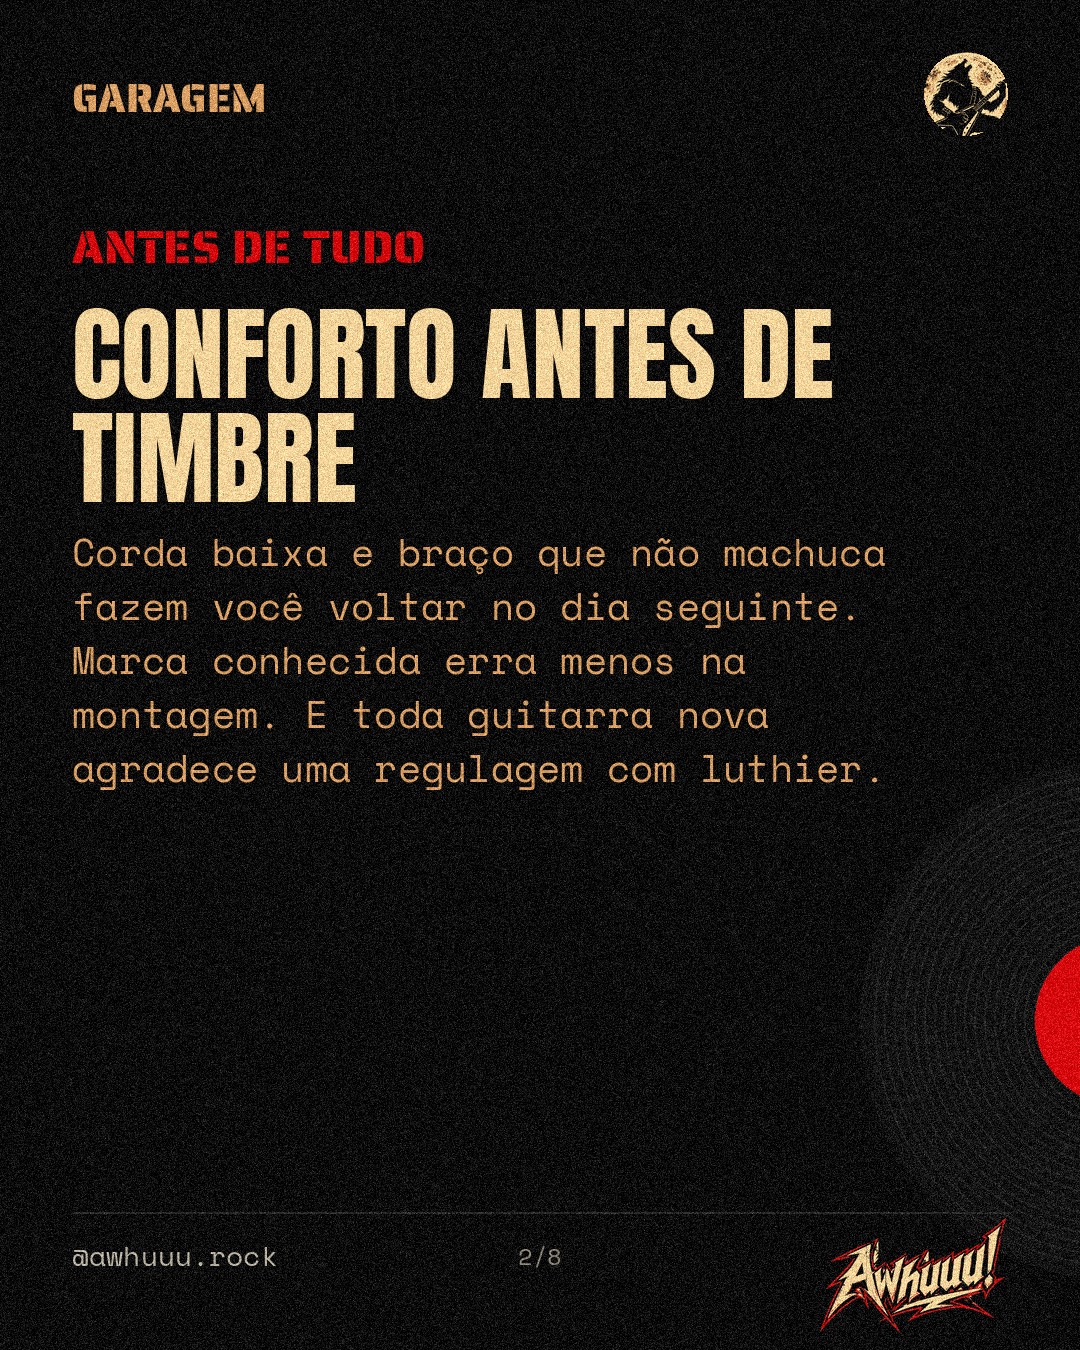 GARAGEM
ANTES DE TUDO
CONFORTO ANTES DE
TIMBRE
Corda baixa e braço que não machuca
fazem você voltar no dia seguinte.
Marca conhecida erra menos na
montagem. E toda guitarra nova
agradece uma regulagem com luthier.
@awhuuu.rock
2/8
Awhuuu!